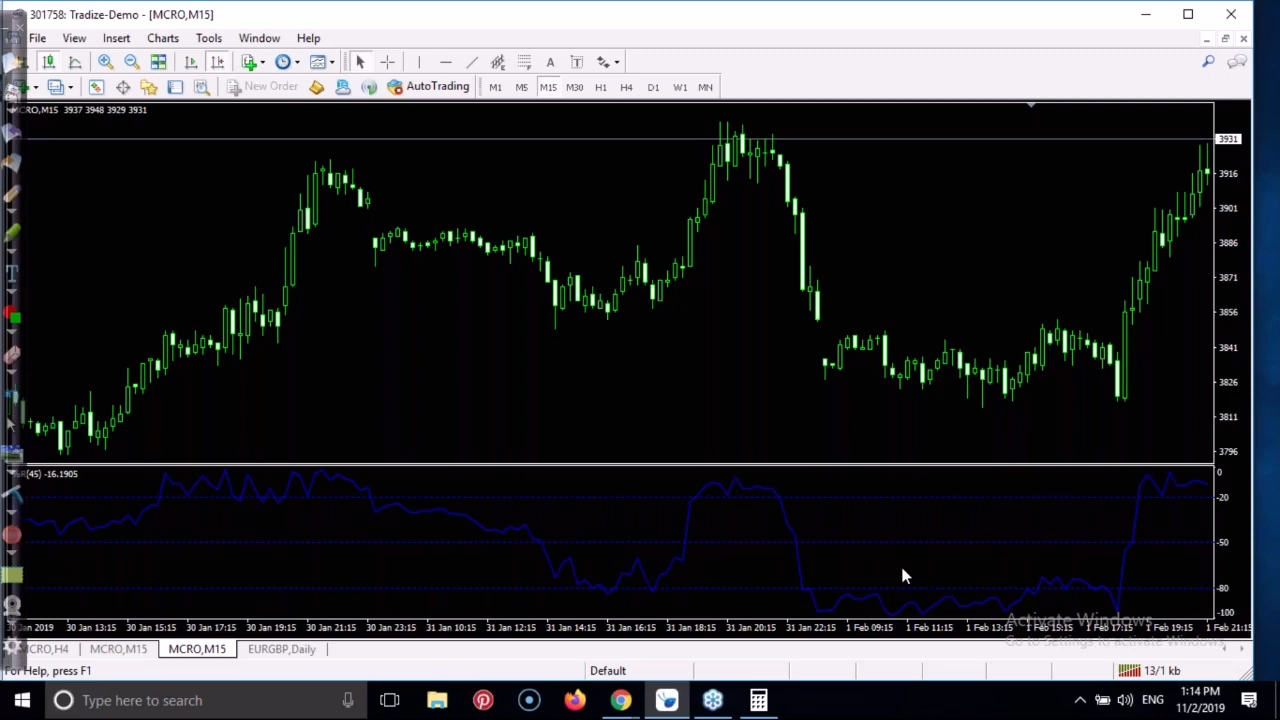 301758: Tradize-Demo - [MCRO,M15]
File View Insert Charts Tools Window Help
New Order AutoTrading M1 M5 M15 M30 H1 H4 D1 W1 MN
MCRO,M15 3937 3948 3929 3931
3931
3916
3901
3886
3871
3856
3841
3826
3811
3796
%R(45) -16.1905
0
-20
-50
-80
-100
Jan 2019 30 Jan 13:15 30 Jan 15:15 30 Jan 17:15 30 Jan 19:15 30 Jan 21:15 30 Jan 23:15 31 Jan 10:15 31 Jan 12:15 31 Jan 14:15 31 Jan 16:15 31 Jan 18:15 31 Jan 20:15 31 Jan 22:15 1 Feb 09:15 1 Feb 11:15 1 Feb 13:15 1 Feb 15:15 1 Feb 17:15 1 Feb 19:15 1 Feb 21:15
Activate Windows
Go to Settings to activate Windows.
MCRO,H4 MCRO,M15 MCRO,M15 EURGBP,Daily
For Help, press F1 Default 13/1 kb
Type here to search ENG 1:14 PM
11/2/2019